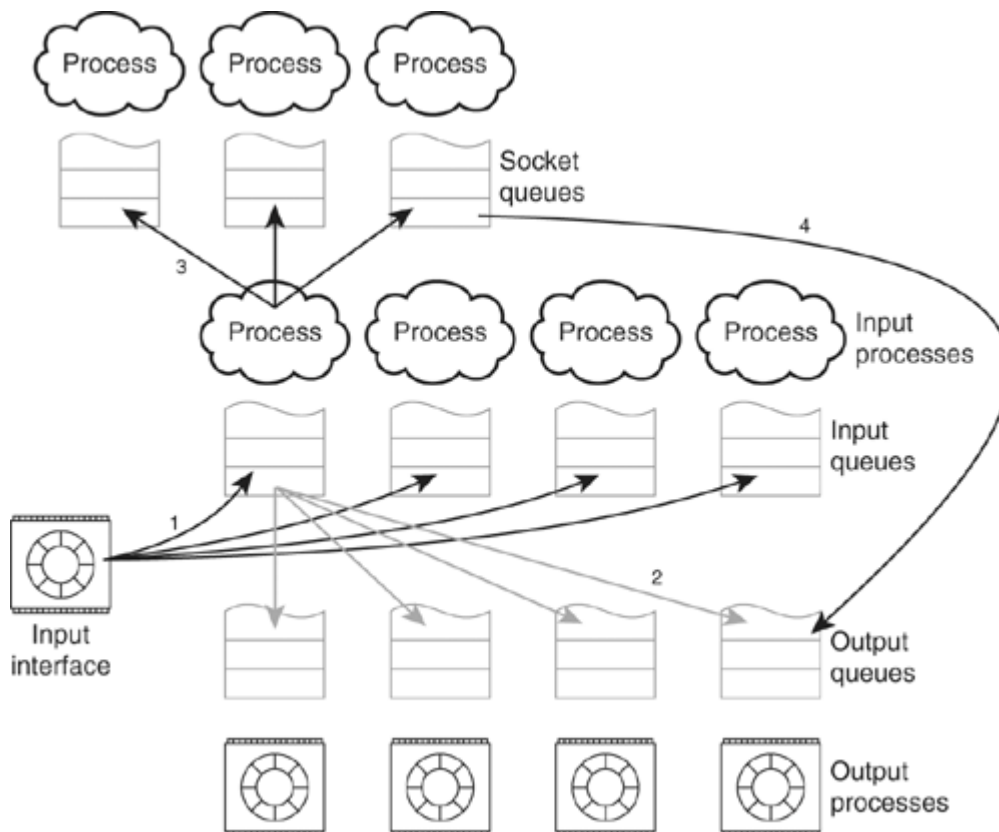 Process Process Process
Socket
queues
4
3
Process Process Process Process
Input
processes
Input
queues
1
2
Input
interface
Output
queues
Output
processes